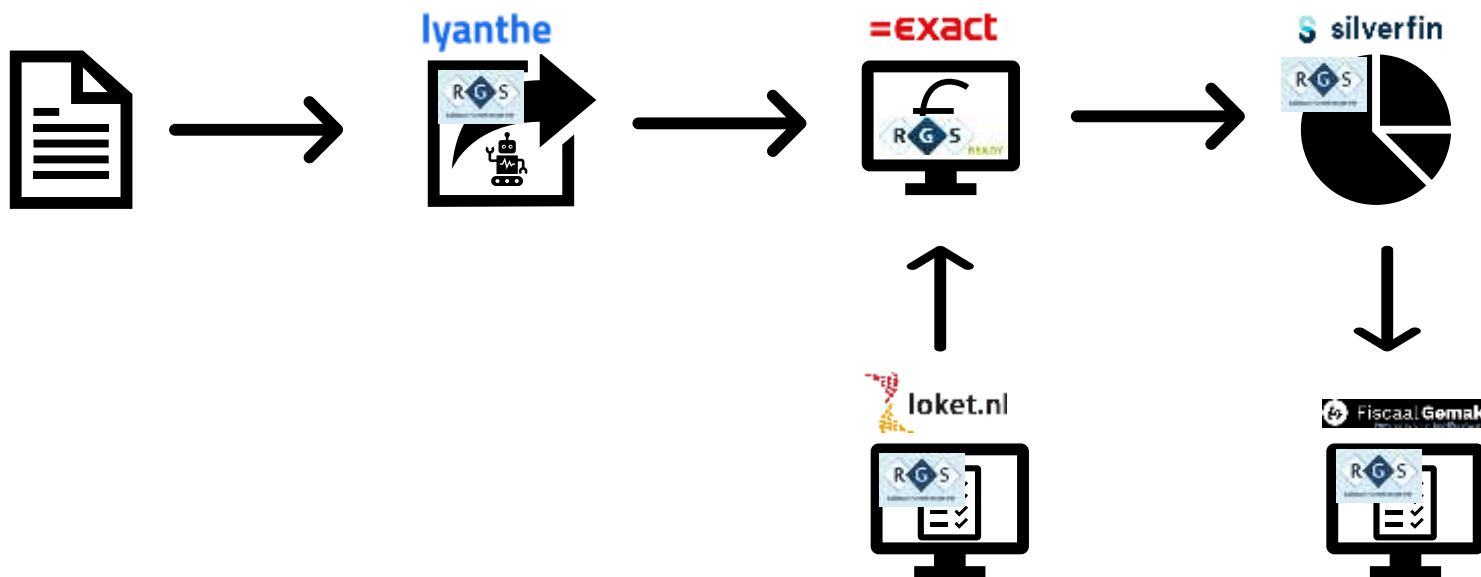 lyanthe
=exact
silverfin
RGS
RGS
READY
RGS
loket.nl
Fiscaal Gemak
RGS
RGS